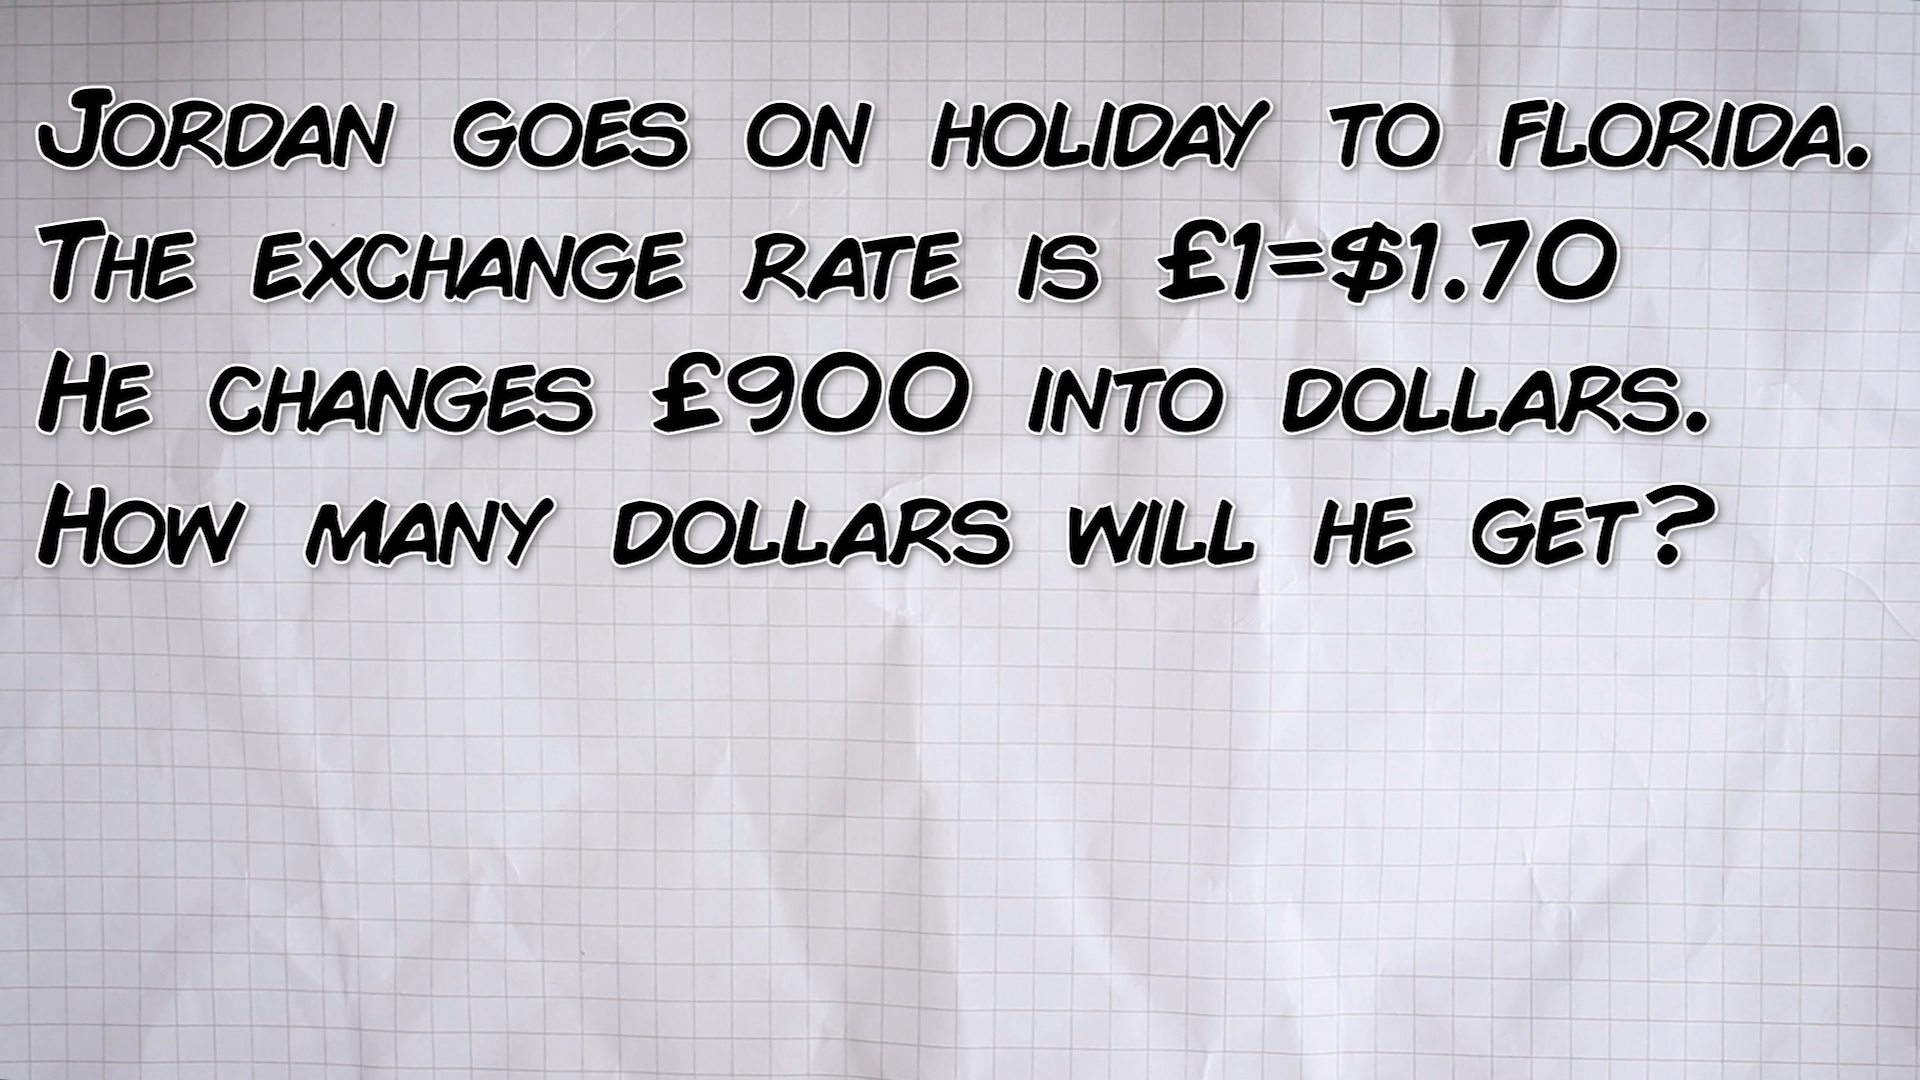 Jordan goes on holiday to Florida.
The exchange rate is £1=$1.70
He changes £900 into dollars.
How many dollars will he get?